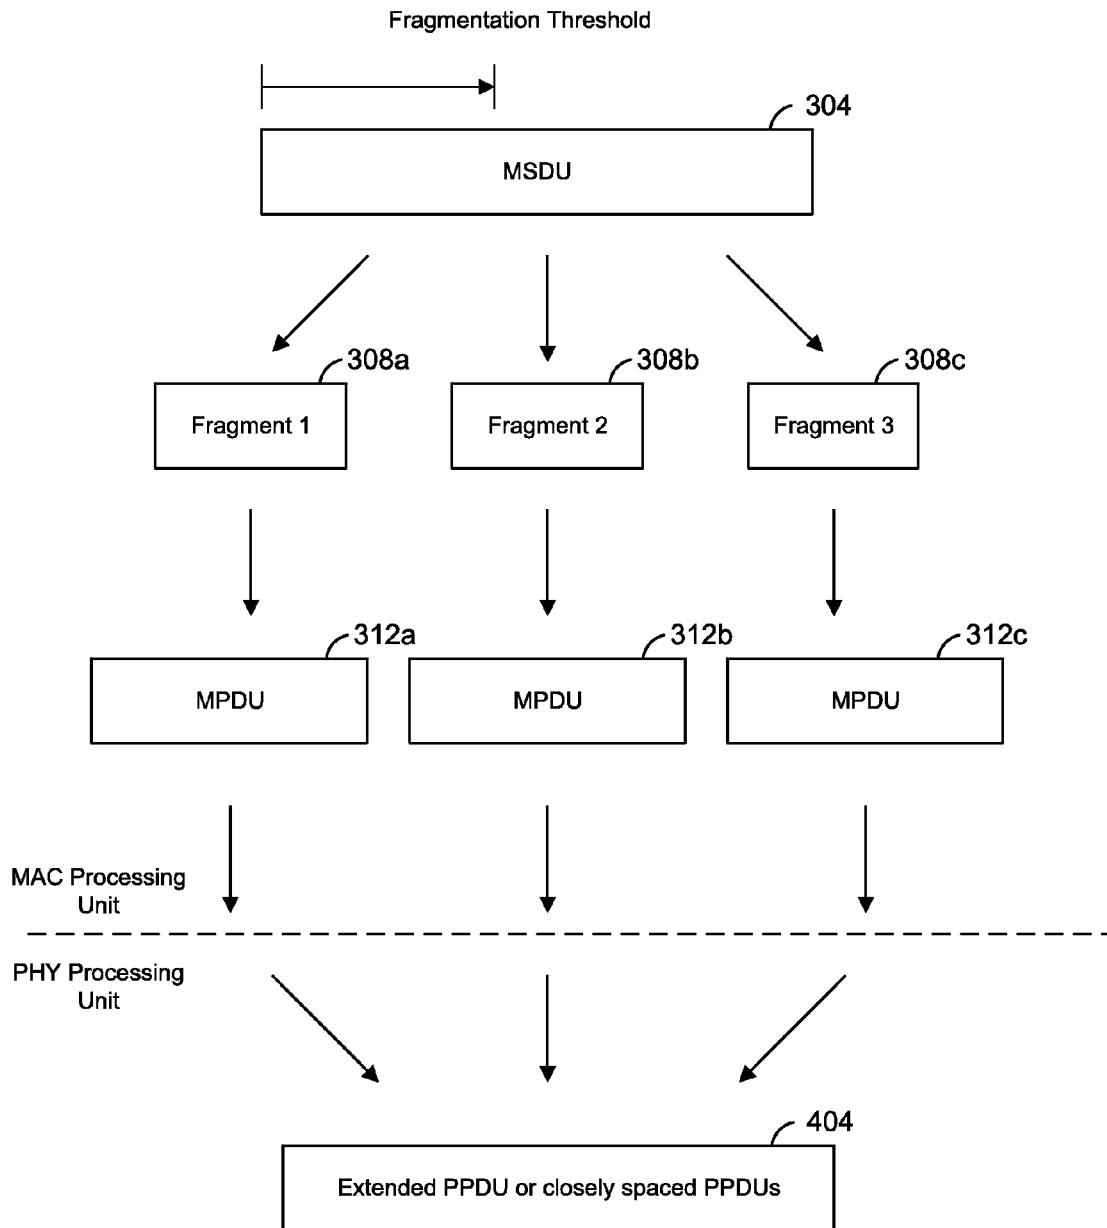 Fragmentation Threshold
304
MSDU
308a
308b
308c
Fragment 1
Fragment 2
Fragment 3
312a
312b
312c
MPDU
MPDU
MPDU
MAC Processing
Unit
PHY Processing
Unit
404
Extended PPDU or closely spaced PPDUs